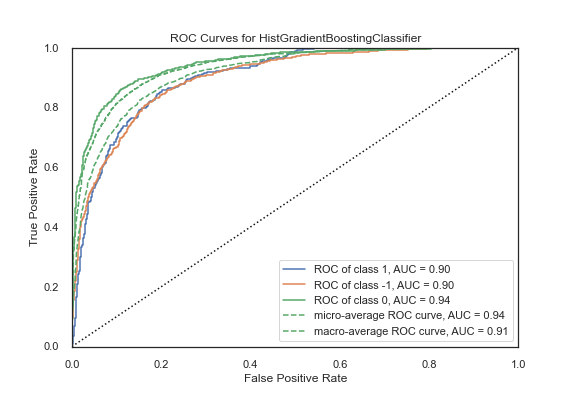 ROC Curves for HistGradientBoostingClassifier
1.0
0.8
0.6
0.4
0.2
0.0
True Positive Rate
ROC of class 1, AUC = 0.90
ROC of class -1, AUC = 0.90
ROC of class 0, AUC = 0.94
micro-average ROC curve, AUC = 0.94
macro-average ROC curve, AUC = 0.91
0.0 0.2 0.4 0.6 0.8 1.0
False Positive Rate